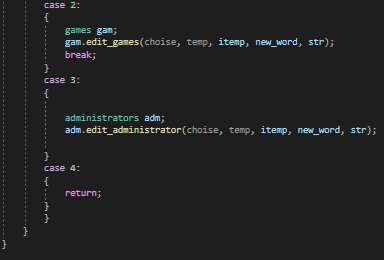 case 2:
{
games gam;
gam.edit_games(choise, temp, itemp, new_word, str);
break;
}
case 3:
{
administrators adm;
adm.edit_administrator(choise, temp, itemp, new_word, str);
}
case 4:
{
return;
}
}
}
}